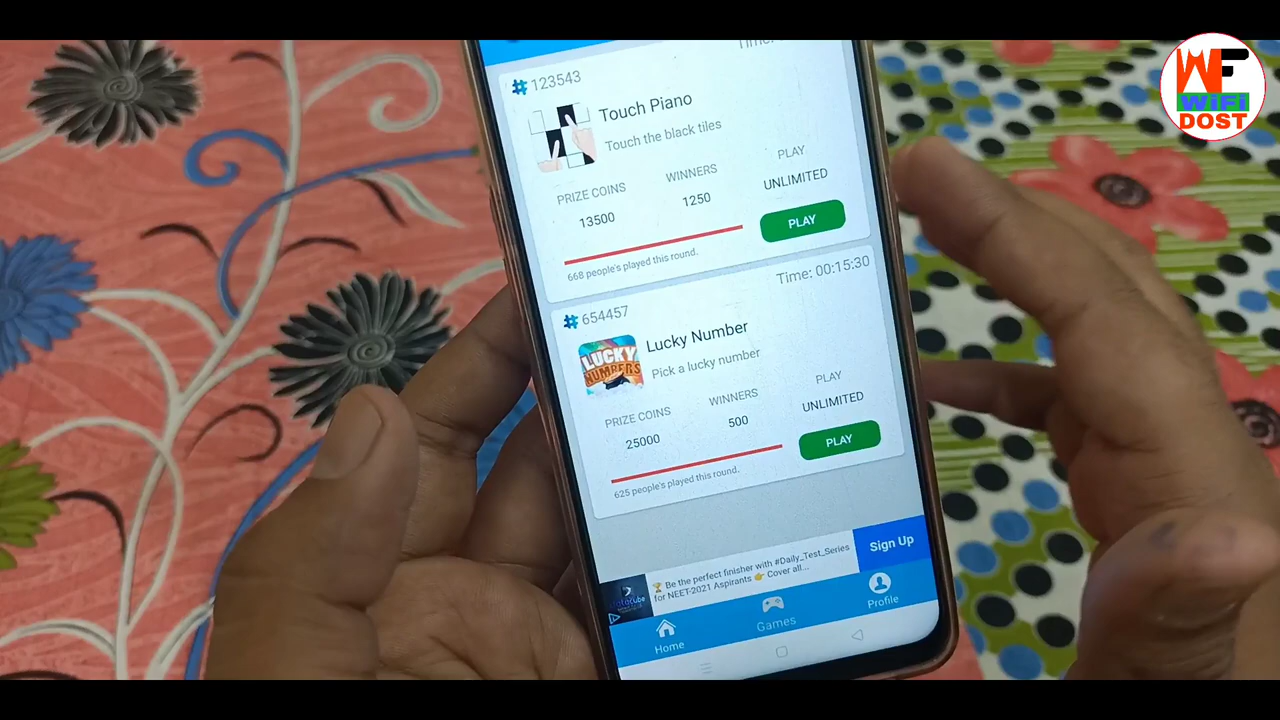 Time:
#123543
Touch Piano
Touch the black tiles
PRIZE COINS
WINNERS
PLAY
13500
1250
UNLIMITED
PLAY
668 people's played this round.
Time: 00:15:30
#654457
LUCKY
NUMBERS
Lucky Number
Pick a lucky number
PRIZE COINS
WINNERS
PLAY
25000
500
UNLIMITED
PLAY
625 people's played this round.
🏆 Be the perfect finisher with #Daily_Test_Series
for NEET-2021 Aspirants 👉 Cover all...
Sign Up
Home
Games
Profile
WF
WiFi
DOST